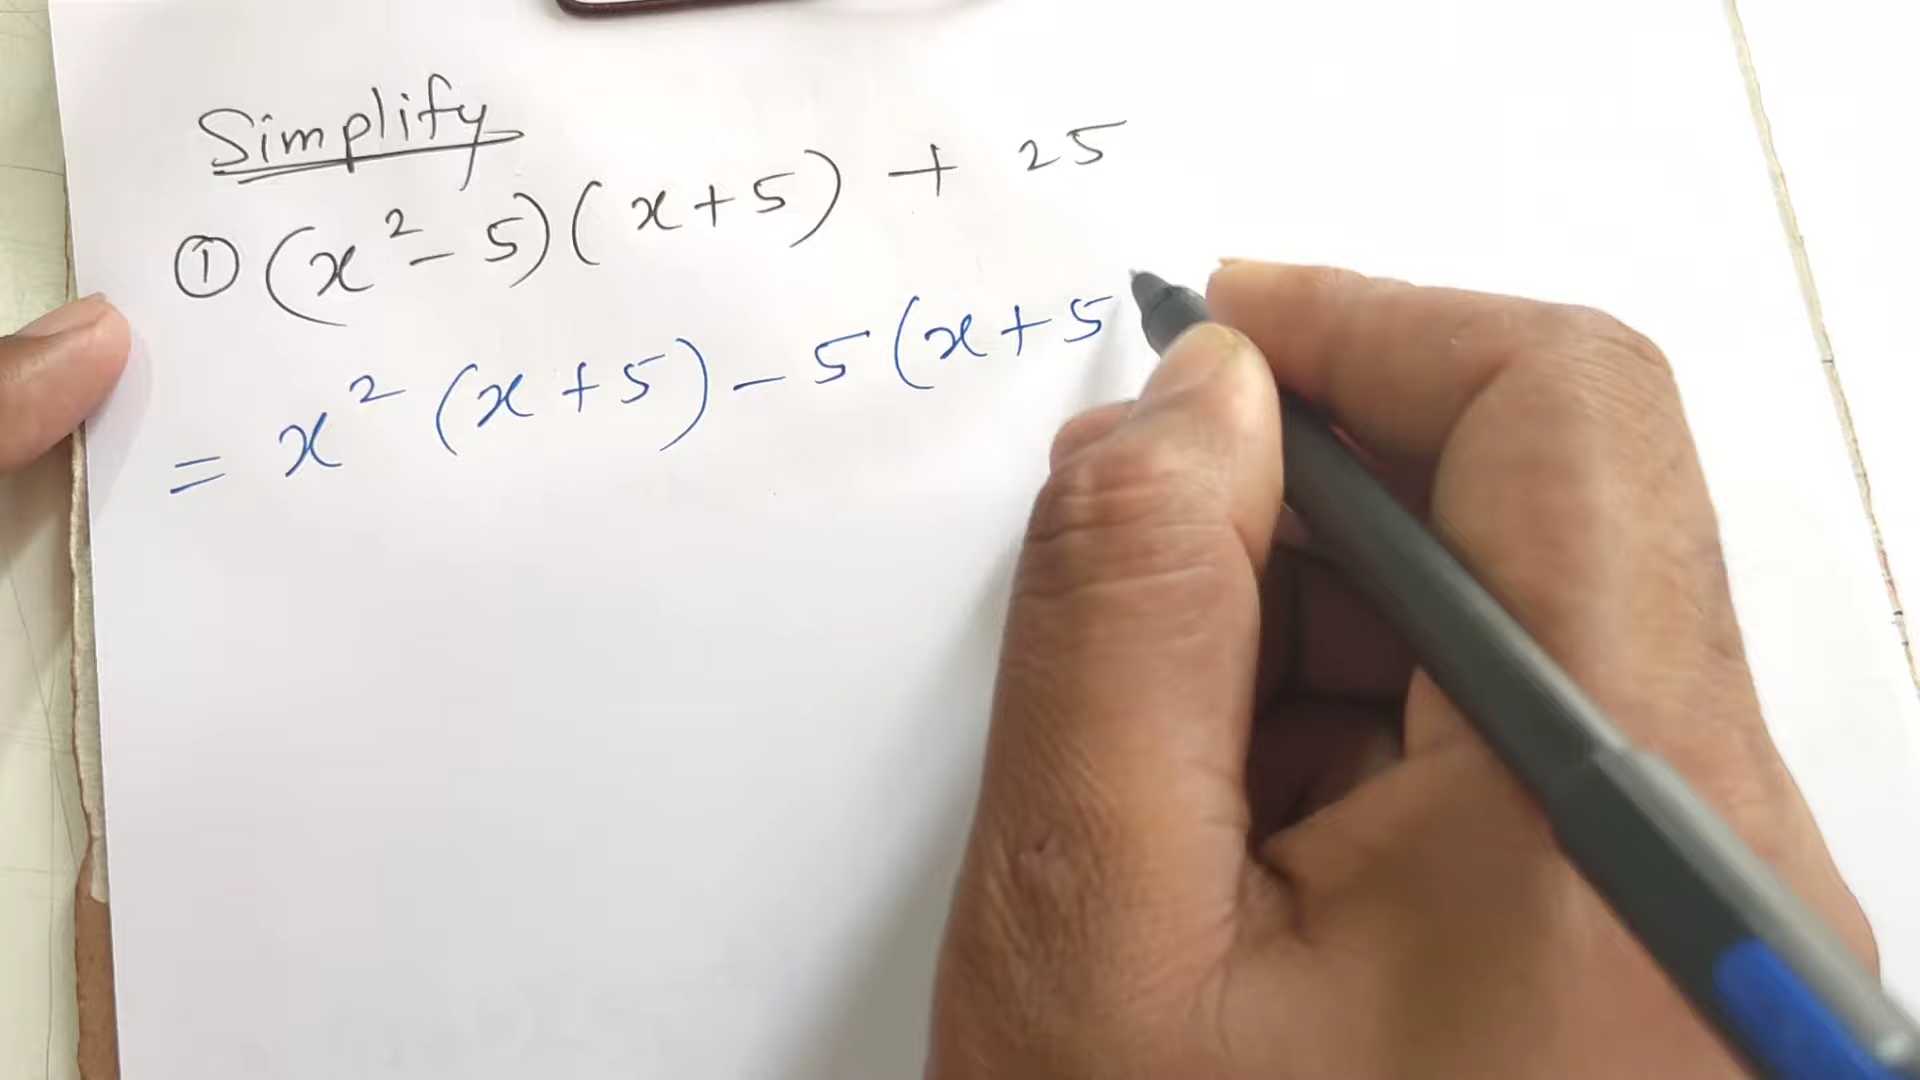 Simplify
① (x² - 5)(x + 5) + 25
= x² (x + 5) - 5 (x + 5